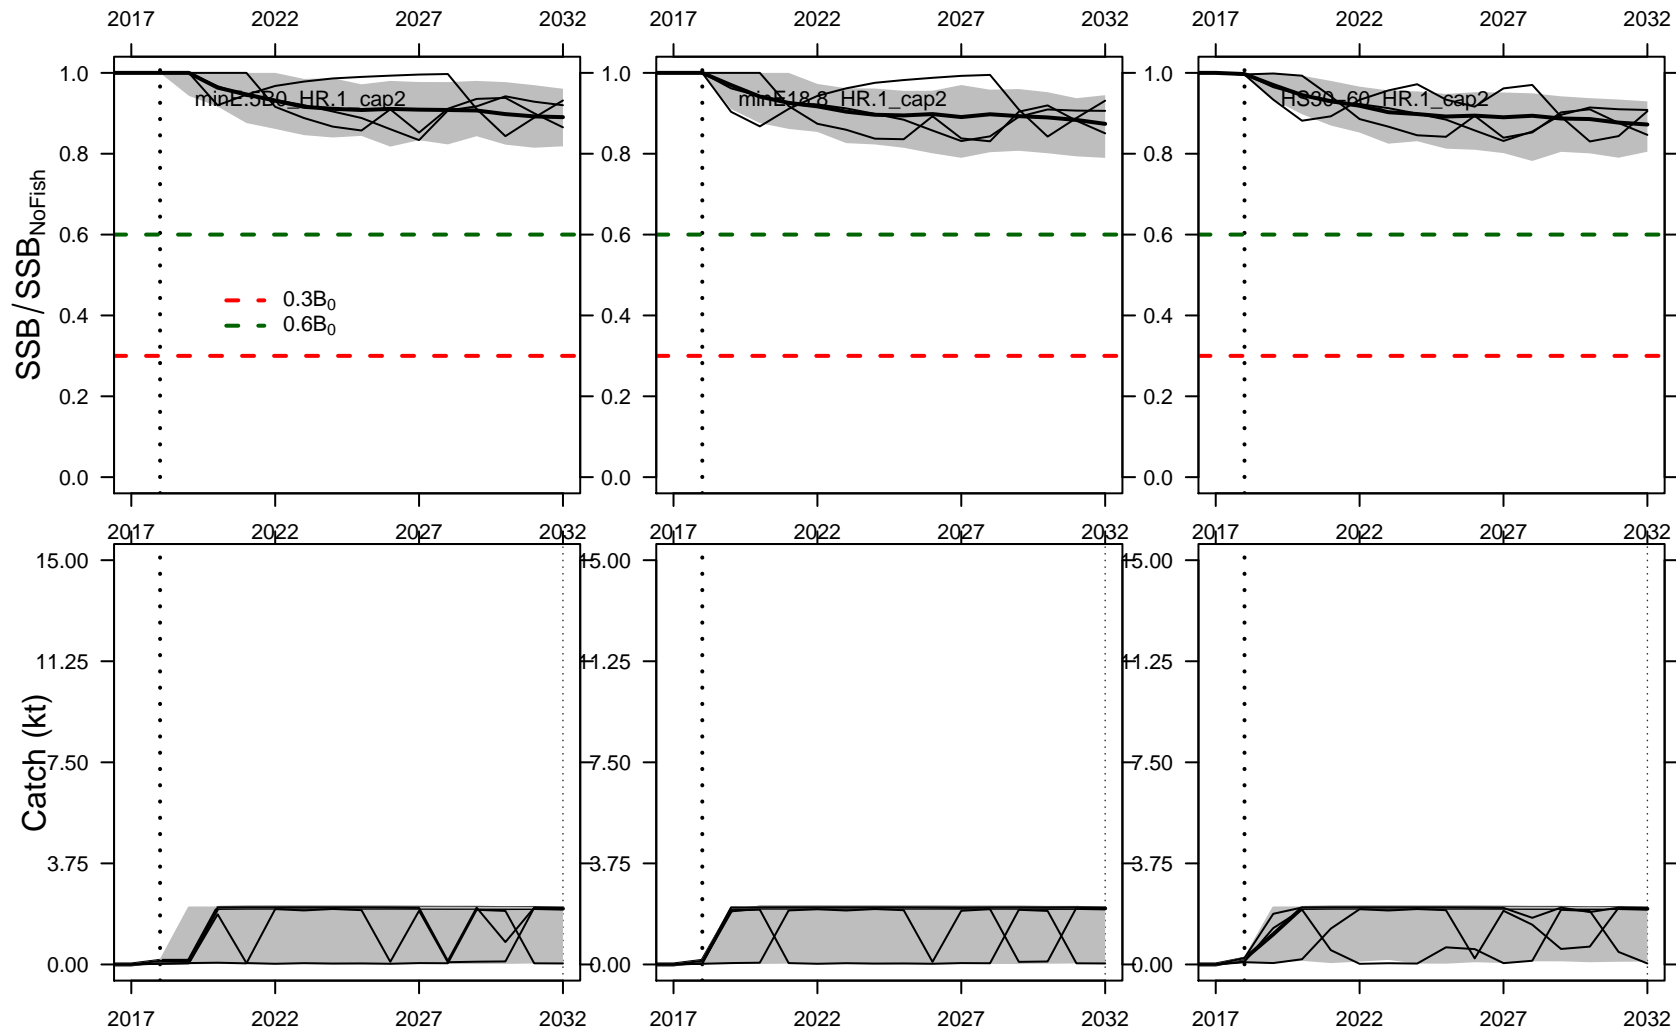 2017 2022 2027 2032 2017 2022 2027 2032 2017 2022 2027 2032
minE.5B0_HR.1_cap2 minE18.8_HR.1_cap2 HS30-60_HR.1_cap2
SSB/SSB_NoFish
1.0 1.0 1.0
0.8 0.8 0.8
0.6 0.6 0.6
0.4 0.4 0.4
0.2 0.2 0.2
0.0 0.0 0.0
0.3B0
0.6B0
2017 2022 2027 2032 2017 2022 2027 2032 2017 2022 2027 2032
Catch (kt)
15.00 15.00 15.00
11.25 11.25 11.25
7.50 7.50 7.50
3.75 3.75 3.75
0.00 0.00 0.00
2017 2022 2027 2032 2017 2022 2027 2032 2017 2022 2027 2032